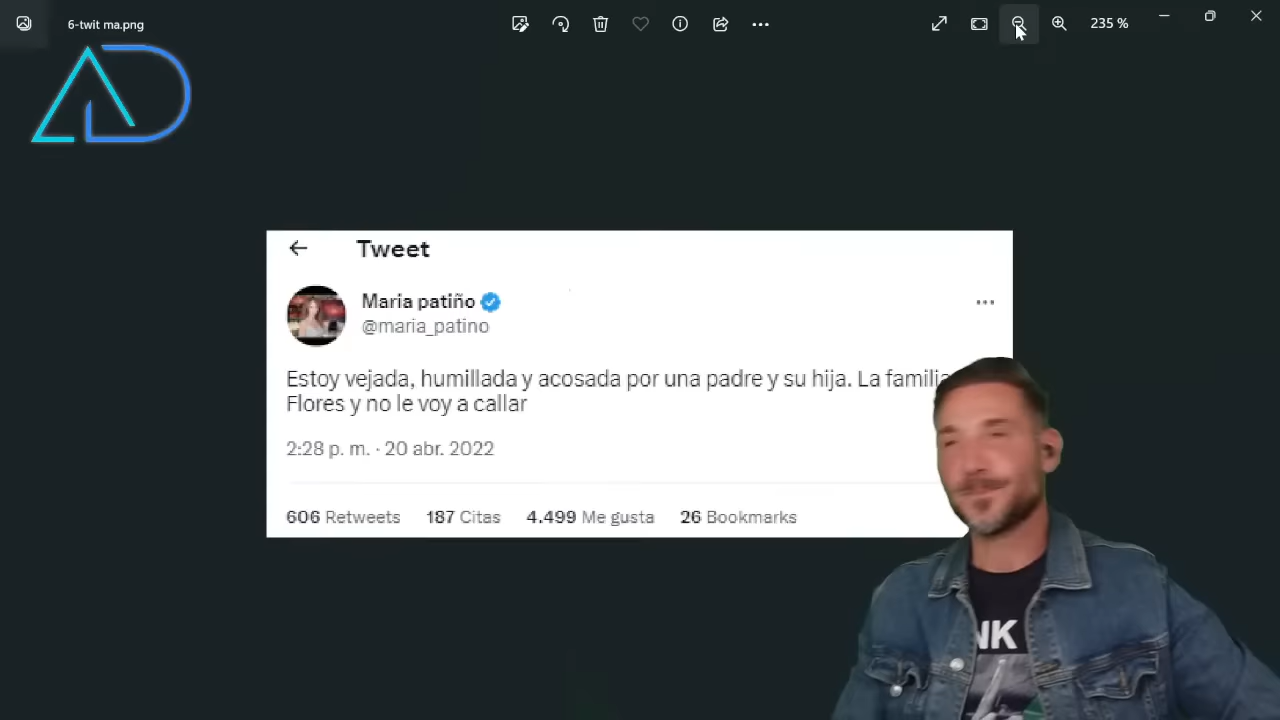 6-twit ma.png
235 %
Tweet
Maria patiño
@maria_patino
Estoy vejada, humillada y acosada por una padre y su hija. La familia
Flores y no le voy a callar
2:28 p. m. · 20 abr. 2022
606 Retweets 187 Citas 4.499 Me gusta 26 Bookmarks
NK